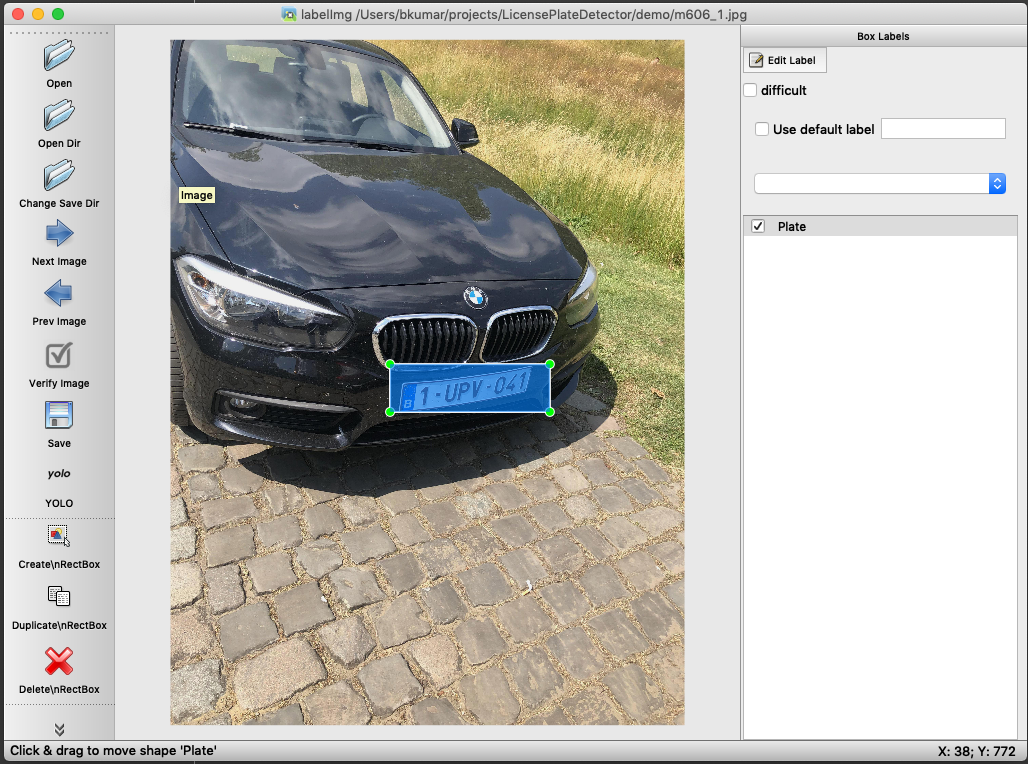 labelImg /Users/bkumar/projects/LicensePlateDetector/demo/m606_1.jpg
Open
Open Dir
Change Save Dir
Next Image
Prev Image
Verify Image
Save
yolo
YOLO
Create\nRectBox
Duplicate\nRectBox
Delete\nRectBox
Image
B 1-UPV-041
Box Labels
Edit Label
difficult
Use default label
Plate
Click & drag to move shape 'Plate'
X: 38; Y: 772